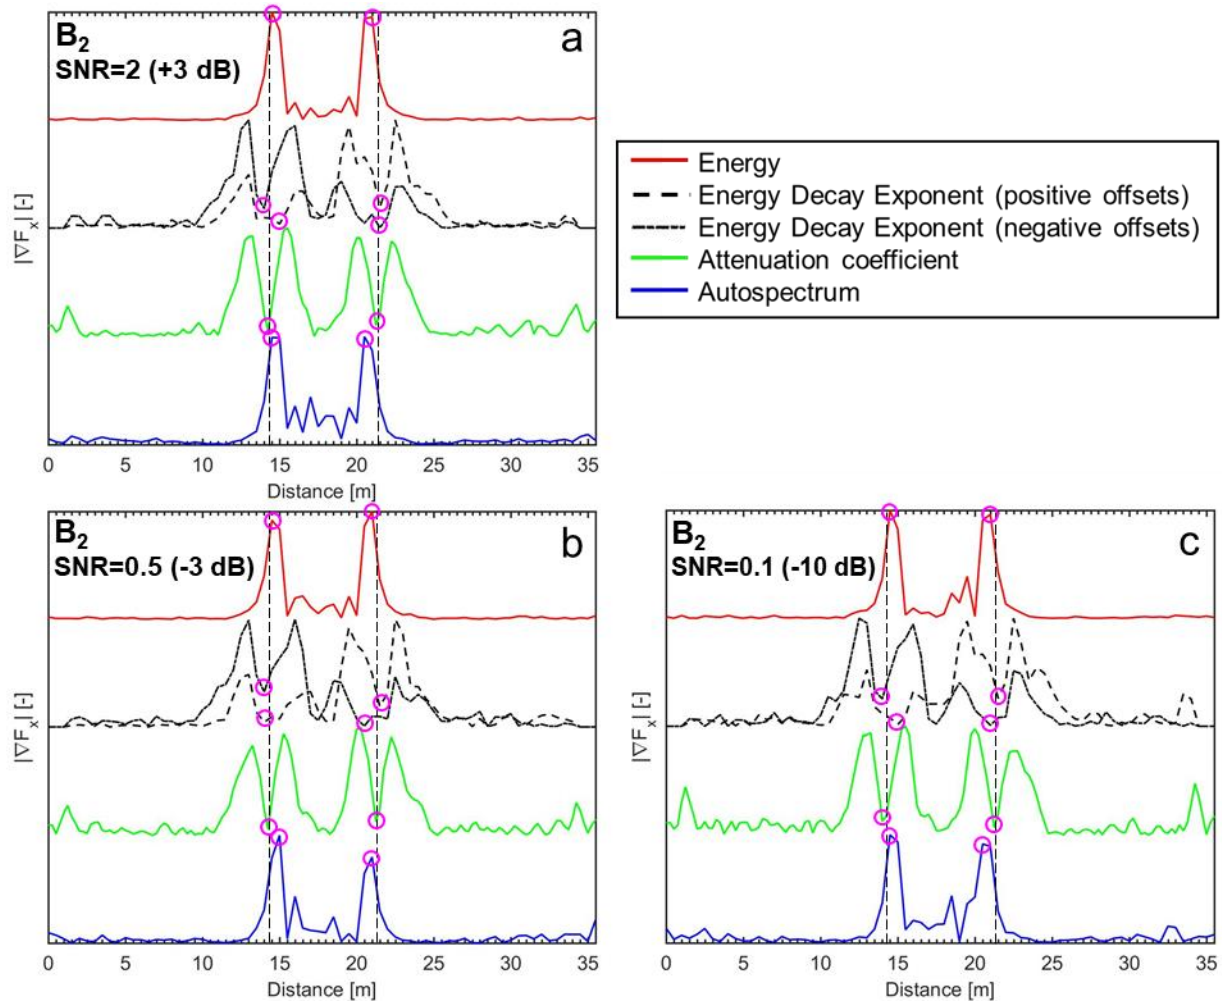 B₂
SNR=2 (+3 dB)
a
|∇Fₓ| [-]
0 5 10 15 20 25 30 35
Distance [m]
Energy
Energy Decay Exponent (positive offsets)
Energy Decay Exponent (negative offsets)
Attenuation coefficient
Autospectrum
B₂
SNR=0.5 (-3 dB)
b
|∇Fₓ| [-]
0 5 10 15 20 25 30 35
Distance [m]
B₂
SNR=0.1 (-10 dB)
c
|∇Fₓ| [-]
0 5 10 15 20 25 30 35
Distance [m]